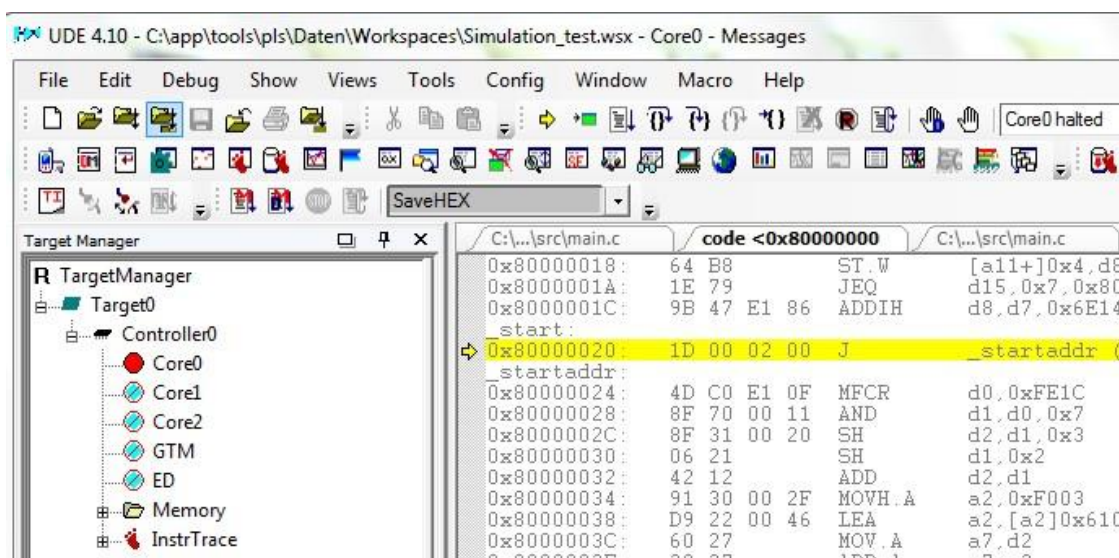 UDE 4.10 - C:\app\tools\pls\Daten\Workspaces\Simulation_test.wsx - Core0 - Messages
File Edit Debug Show Views Tools Config Window Macro Help
Core0 halted
SaveHEX
Target Manager
C:\...\src\main.c code <0x80000000 C:\...\src\main.c
R TargetManager
Target0
Controller0
Core0
Core1
Core2
GTM
ED
Memory
InstrTrace
0x80000018: 64 B8 ST.W [a11+]0x4,d8
0x8000001A: 1E 79 JEQ d15,0x7,0x80
0x8000001C: 9B 47 E1 86 ADDIH d8,d7,0x6E14
_start:
0x80000020: 1D 00 02 00 J _startaddr (
_startaddr:
0x80000024: 4D C0 E1 0F MFCR d0,0xFE1C
0x80000028: 8F 70 00 11 AND d1,d0,0x7
0x8000002C: 8F 31 00 20 SH d2,d1,0x3
0x80000030: 06 21 SH d1,0x2
0x80000032: 42 12 ADD d2,d1
0x80000034: 91 30 00 2F MOVH.A a2,0xF003
0x80000038: D9 22 00 46 LEA a2,[a2]0x610
0x8000003C: 60 27 MOV.A a7,d2